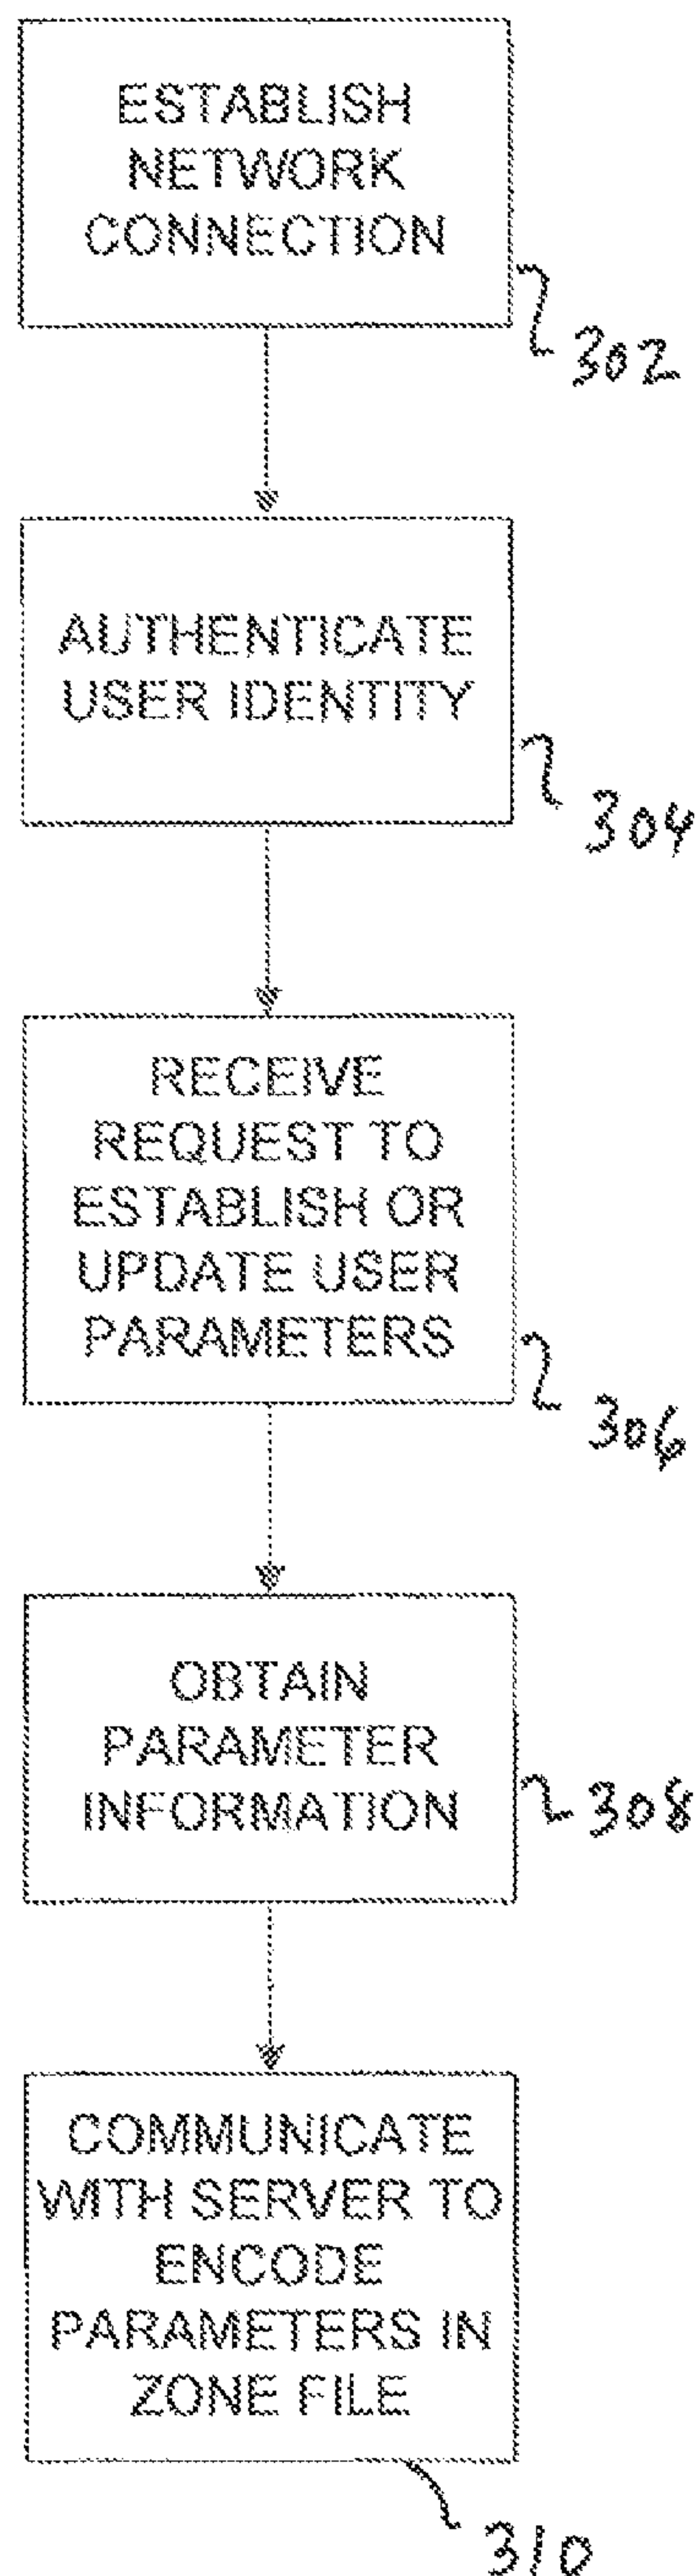 ESTABLISH
NETWORK
CONNECTION
302
AUTHENTICATE
USER IDENTITY
304
RECEIVE
REQUEST TO
ESTABLISH OR
UPDATE USER
PARAMETERS
306
OBTAIN
PARAMETER
INFORMATION
308
COMMUNICATE
WITH SERVER TO
ENCODE
PARAMETERS IN
ZONE FILE
310